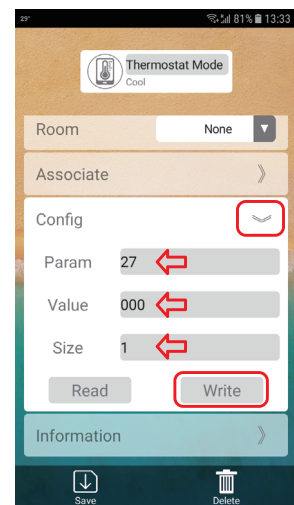 29° 81% 13:33
Thermostat Mode
Cool
Room None
Associate
Config
Param 27
Value 000
Size 1
Read Write
Information
Save Delete